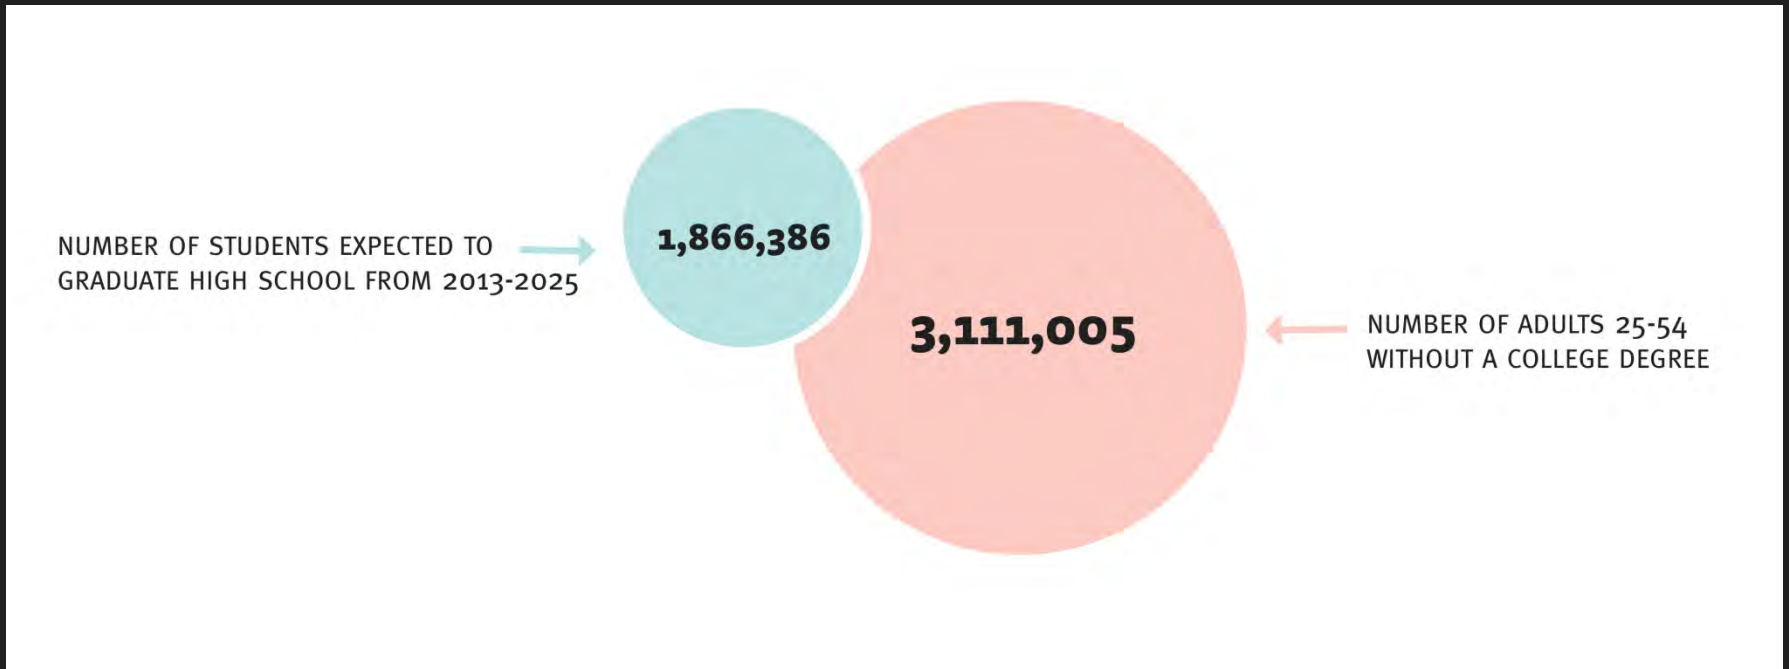 NUMBER OF STUDENTS EXPECTED TO
GRADUATE HIGH SCHOOL FROM 2013-2025
1,866,386
3,111,005
NUMBER OF ADULTS 25-54
WITHOUT A COLLEGE DEGREE